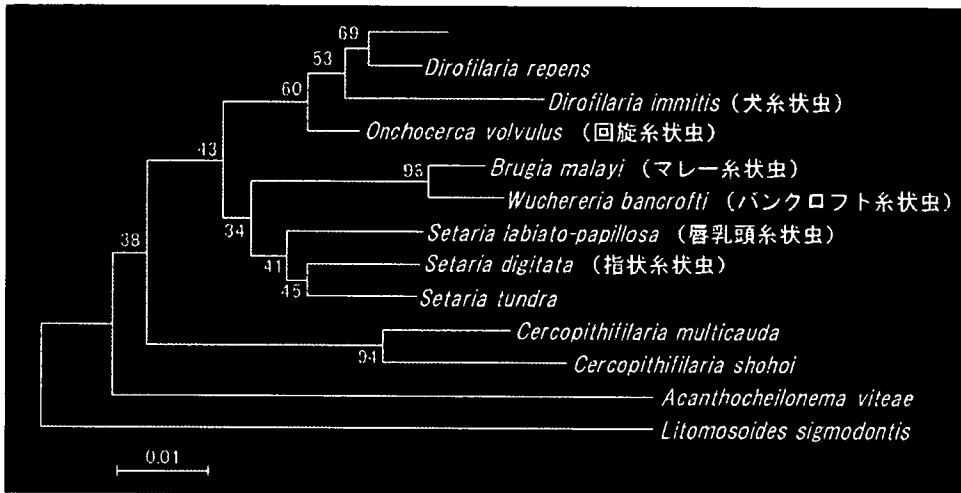 69
53
Dirofilaria repens
60
Dirofilaria immitis (犬糸状虫)
Onchocerca volvulus (回旋糸状虫)
43
Brugia malayi (マレー糸状虫)
Wuchereria bancrofti (バンクロフト糸状虫)
34
Setaria labiato-papillosa (唇乳頭糸状虫)
38
41
Setaria digitata (指状糸状虫)
45
Setaria tundra
Cercopithifilaria multicauda
94
Cercopithifilaria shohoi
Acanthocheilonema viteae
Litomosoides sigmodontis
0.01